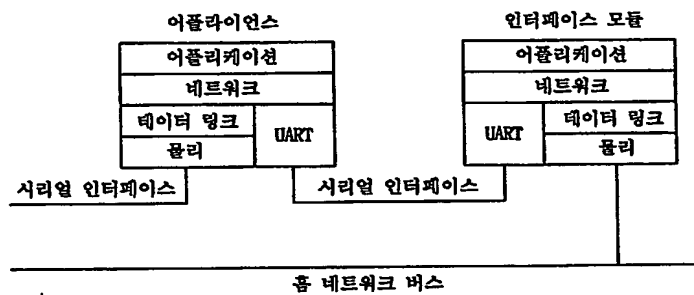 어플라이언스
인터페이스 모듈
어플리케이션
네트워크
데이터 링크
물리
UART
어플리케이션
네트워크
UART
데이터 링크
물리
시리얼 인터페이스
시리얼 인터페이스
홈 네트워크 버스